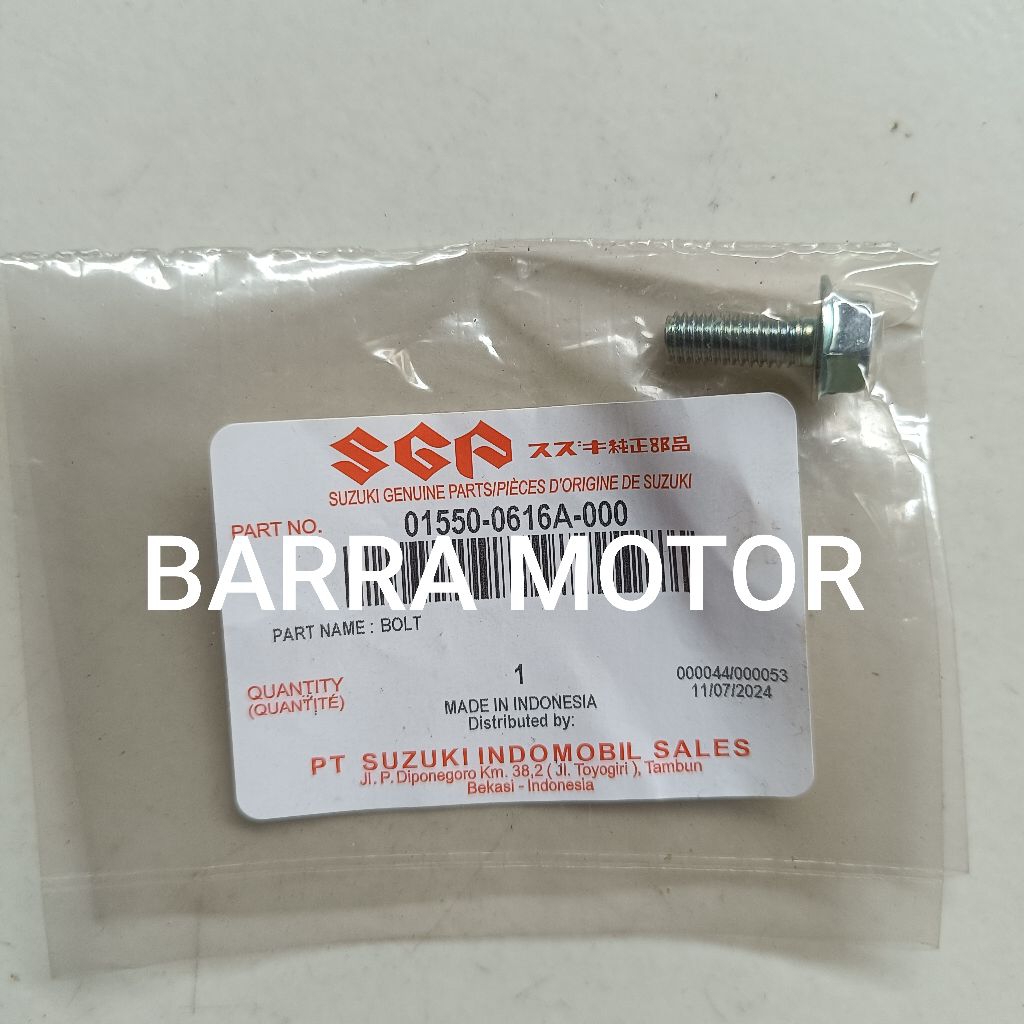 SGP スズキ純正部品
SUZUKI GENUINE PARTS/PIÈCES D'ORIGINE DE SUZUKI
PART NO. 01550-0616A-000
BARRA MOTOR
PART NAME : BOLT
QUANTITY 1 000044/000053
(QUANTITÉ) MADE IN INDONESIA 11/07/2024
Distributed by:
PT SUZUKI INDOMOBIL SALES
Jl. P. Diponegoro Km. 38,2 ( Jl. Toyogiri ), Tambun
Bekasi - Indonesia